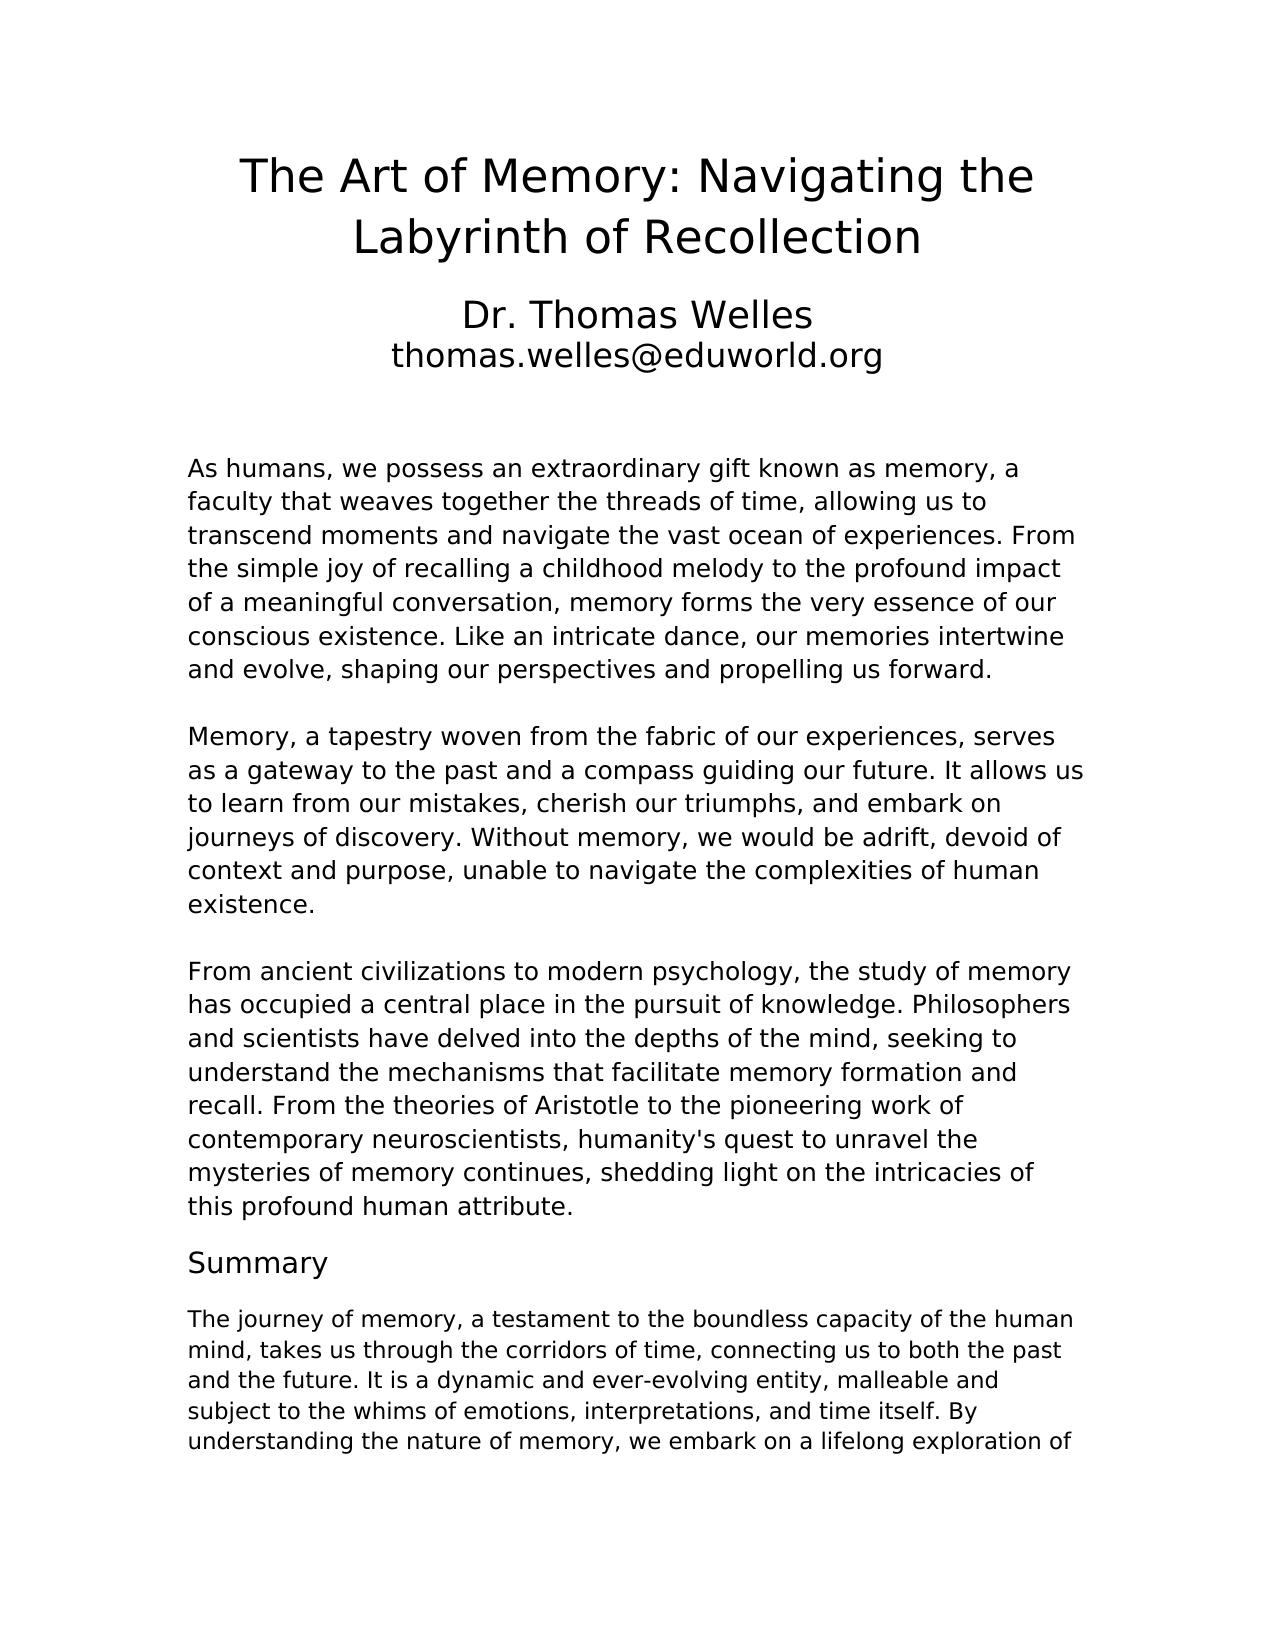 The Art of Memory: Navigating the
Labyrinth of Recollection
Dr. Thomas Welles
thomas.welles@eduworld.org
As humans, we possess an extraordinary gift known as memory, a
faculty that weaves together the threads of time, allowing us to
transcend moments and navigate the vast ocean of experiences. From
the simple joy of recalling a childhood melody to the profound impact
of a meaningful conversation, memory forms the very essence of our
conscious existence. Like an intricate dance, our memories intertwine
and evolve, shaping our perspectives and propelling us forward.
Memory, a tapestry woven from the fabric of our experiences, serves
as a gateway to the past and a compass guiding our future. It allows us
to learn from our mistakes, cherish our triumphs, and embark on
journeys of discovery. Without memory, we would be adrift, devoid of
context and purpose, unable to navigate the complexities of human
existence.
From ancient civilizations to modern psychology, the study of memory
has occupied a central place in the pursuit of knowledge. Philosophers
and scientists have delved into the depths of the mind, seeking to
understand the mechanisms that facilitate memory formation and
recall. From the theories of Aristotle to the pioneering work of
contemporary neuroscientists, humanity's quest to unravel the
mysteries of memory continues, shedding light on the intricacies of
this profound human attribute.
Summary
The journey of memory, a testament to the boundless capacity of the human
mind, takes us through the corridors of time, connecting us to both the past
and the future. It is a dynamic and ever-evolving entity, malleable and
subject to the whims of emotions, interpretations, and time itself. By
understanding the nature of memory, we embark on a lifelong exploration of